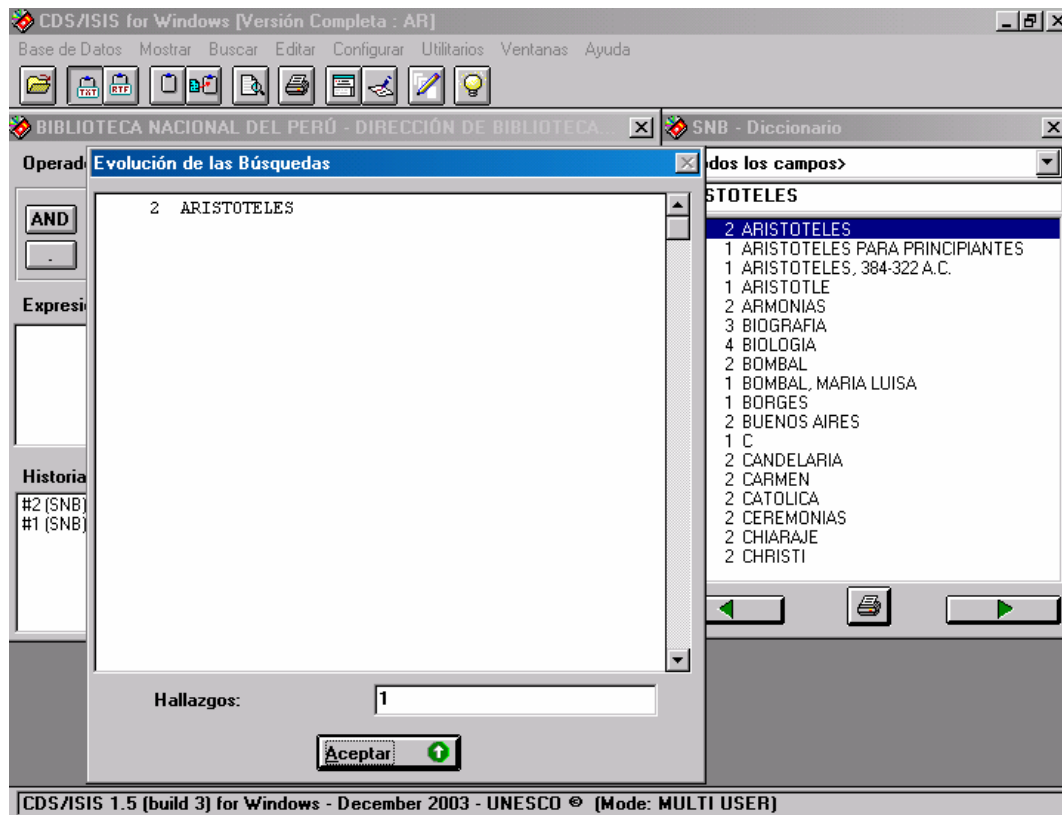 CDS/ISIS for Windows [Versión Completa : AR]
Base de Datos Mostrar Buscar Editar Configurar Utilitarios Ventanas Ayuda
TXT RTF
BIBLIOTECA NACIONAL DEL PERÚ - DIRECCIÓN DE BIBLIOTECA...
Operad
AND
.
Expresi
Historia
#2 (SNB)
#1 (SNB)
Evolución de las Búsquedas
2 ARISTOTELES
Hallazgos: 1
Aceptar
SNB - Diccionario
dos los campos>
STOTELES
2 ARISTOTELES
1 ARISTOTELES PARA PRINCIPIANTES
1 ARISTOTELES, 384-322 A.C.
1 ARISTOTLE
2 ARMONIAS
3 BIOGRAFIA
4 BIOLOGIA
2 BOMBAL
1 BOMBAL, MARIA LUISA
1 BORGES
2 BUENOS AIRES
1 C
2 CANDELARIA
2 CARMEN
2 CATOLICA
2 CEREMONIAS
2 CHIARAJE
2 CHRISTI
CDS/ISIS 1.5 (build 3) for Windows - December 2003 - UNESCO © (Mode: MULTI USER)